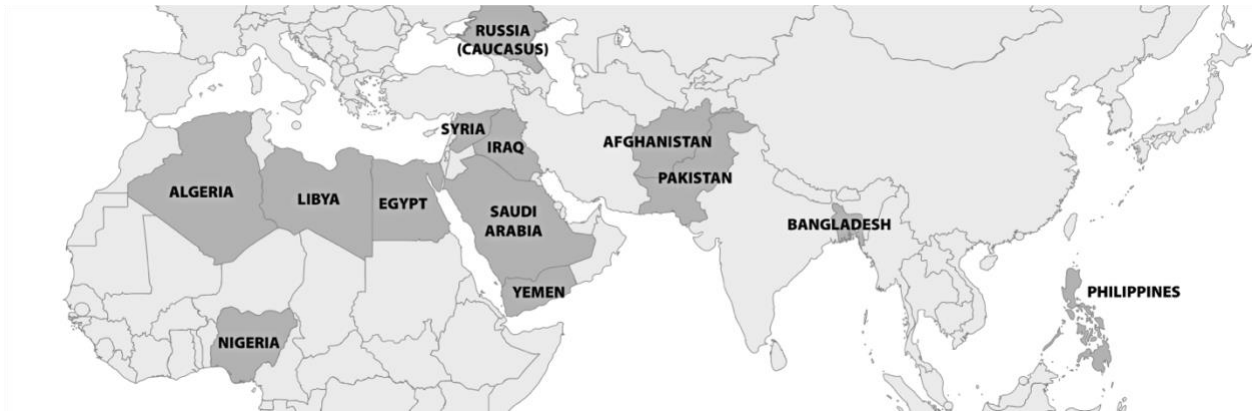 RUSSIA
(CAUCASUS)
SYRIA
IRAQ
AFGHANISTAN
PAKISTAN
ALGERIA
LIBYA
EGYPT
SAUDI
ARABIA
BANGLADESH
YEMEN
PHILIPPINES
NIGERIA